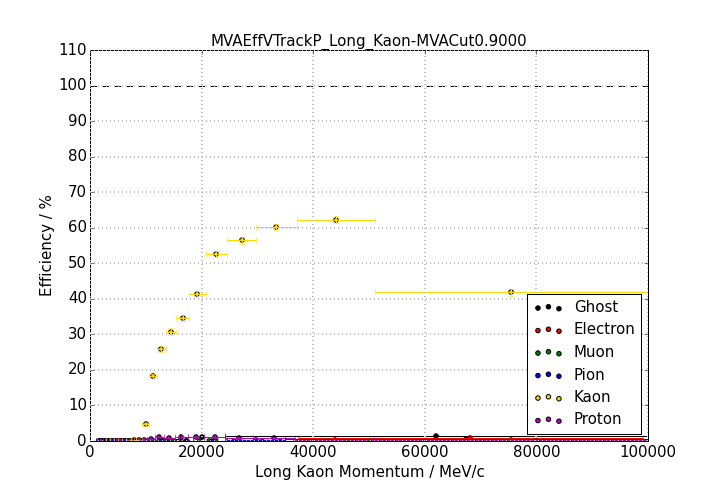 MVAEffVTrackP_Long_Kaon-MVACut0.9000
110
100
90
80
70
60
50
40
30
20
10
0
Efficiency / %
Ghost
Electron
Muon
Pion
Kaon
Proton
0 20000 40000 60000 80000 100000
Long Kaon Momentum / MeV/c